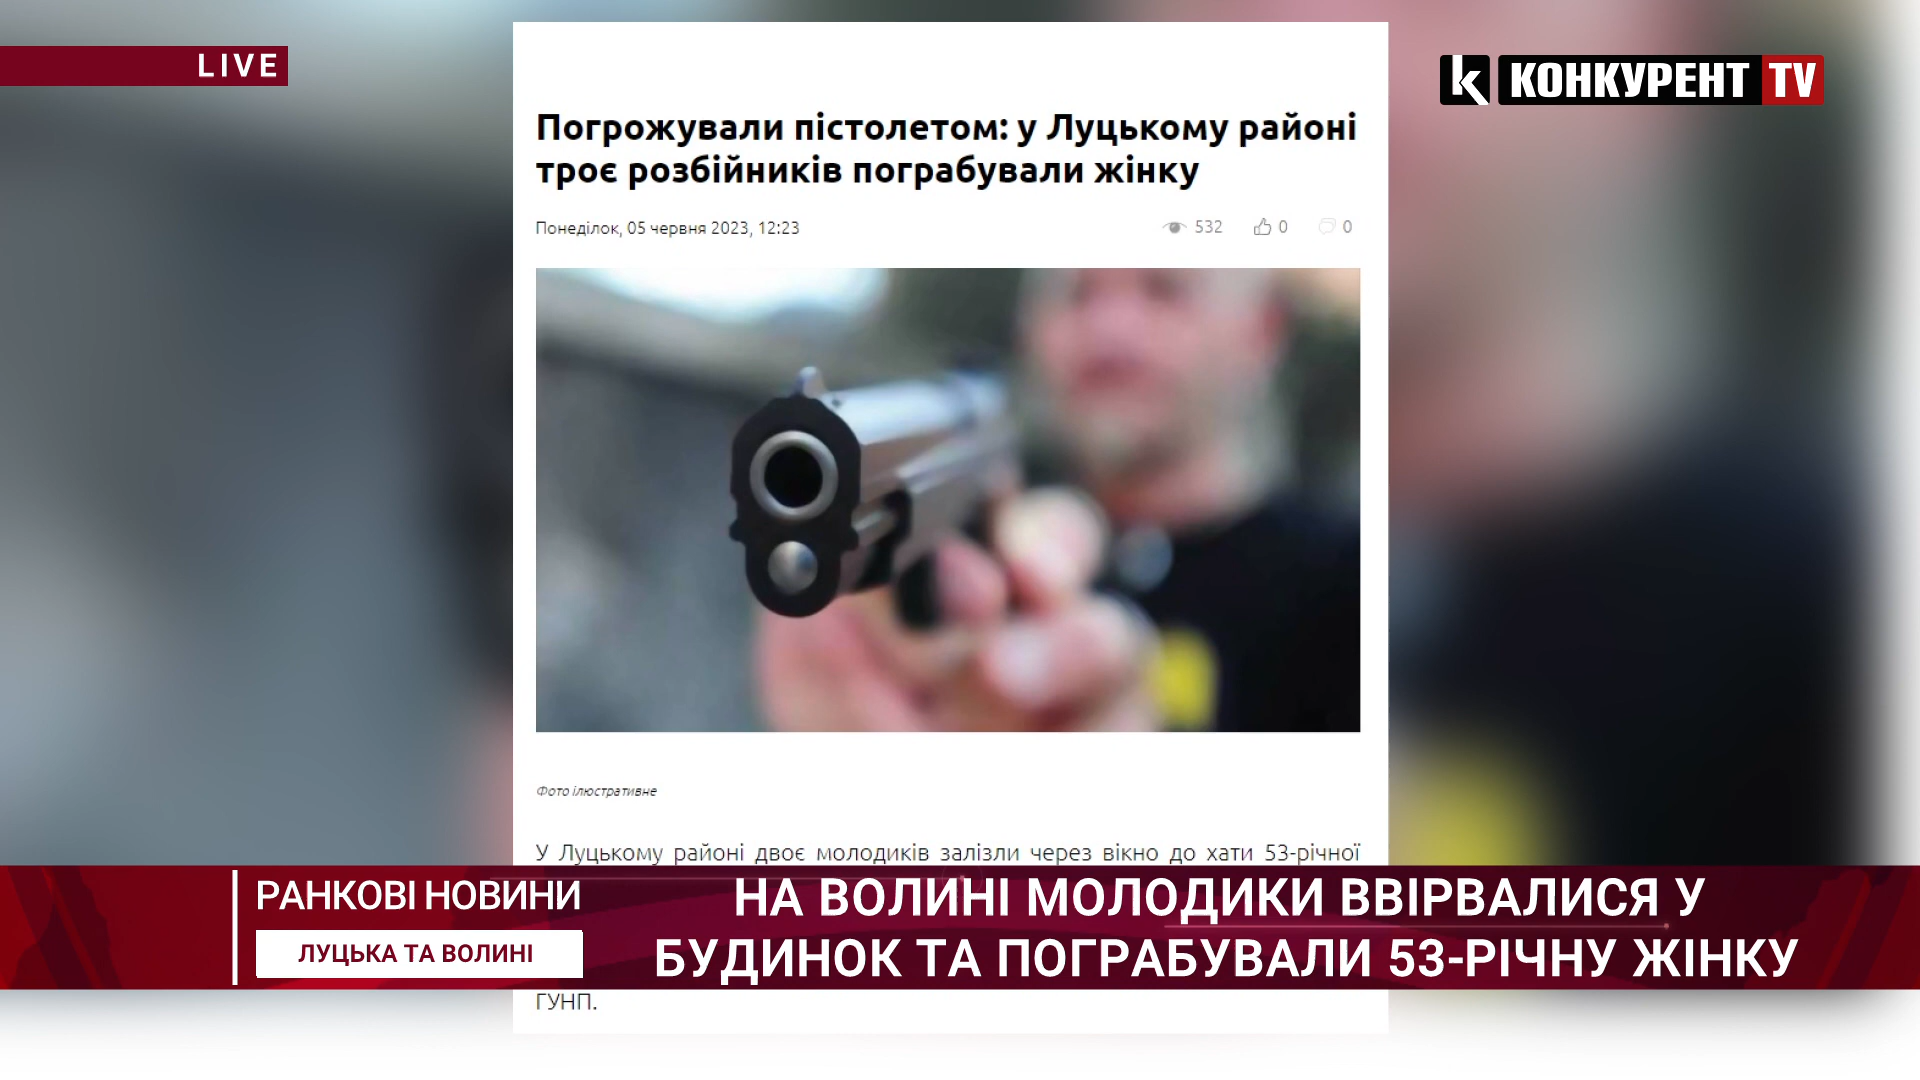 LIVE
k КОНКУРЕНТ TV
Погрожували пістолетом: у Луцькому районі
троє розбійників пограбували жінку
Понеділок, 05 червня 2023, 12:23
532 0 0
Фото ілюстративне
У Луцькому районі двоє молодиків залізли через вікно до хати 53-річної
РАНКОВІ НОВИНИ
ЛУЦЬКА ТА ВОЛИНІ
НА ВОЛИНІ МОЛОДИКИ ВВІРВАЛИСЯ У
БУДИНОК ТА ПОГРАБУВАЛИ 53-РІЧНУ ЖІНКУ
ГУНП.